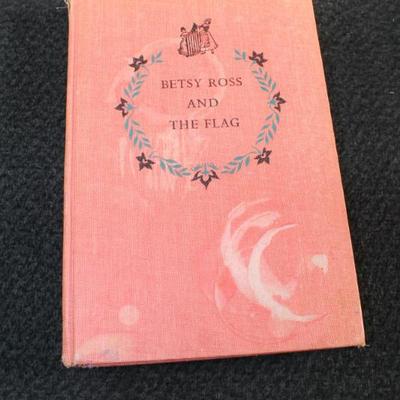 BETSY ROSS
AND
THE FLAG